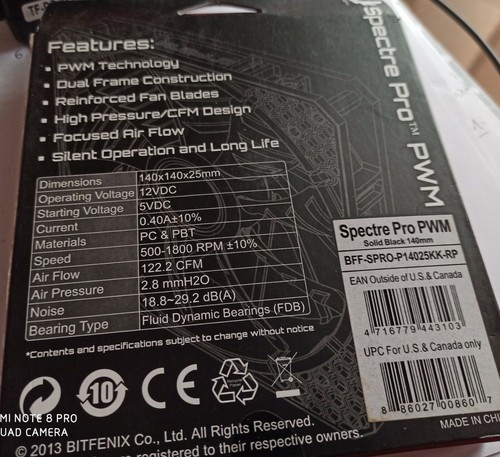 Features:
PWM Technology
Dual Frame Construction
Reinforced Fan Blades
High Pressure/CFM Design
Focused Air Flow
Silent Operation and Long Life
Dimensions 140x140x25mm
Operating Voltage 12VDC
Starting Voltage 5VDC
Current 0.40A±10%
Materials PC & PBT
Speed 500-1800 RPM ±10%
Air Flow 122.2 CFM
Air Pressure 2.8 mmH2O
Noise 18.8~29.2 dB(A)
Bearing Type Fluid Dynamic Bearings (FDB)
*Contents and specifications subject to change without notice
10
CE
© 2013 BITFENIX Co., Ltd. All Rights Reserved.
registered to their respective owners.
Spectre Pro™ PWM
Spectre Pro PWM
Solid Black 140mm
BFF-SPRO-P14025KK-RP
EAN Outside of U.S.& Canada
4 716779 443103
UPC For U.S.& Canada only
8 86027 00860 7
MADE IN CHI
MI NOTE 8 PRO
UAD CAMERA